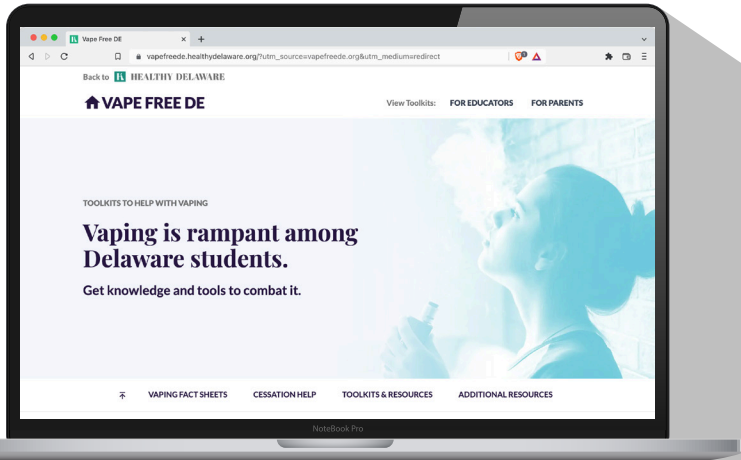 Vape Free DE
vapefreede.healthydelaware.org/?utm_source=vapefreede.org&utm_medium=redirect
Back to HEALTHY DELAWARE
VAPE FREE DE
View Toolkits: FOR EDUCATORS FOR PARENTS
TOOLKITS TO HELP WITH VAPING
Vaping is rampant among
Delaware students.
Get knowledge and tools to combat it.
VAPING FACT SHEETS CESSATION HELP TOOLKITS & RESOURCES ADDITIONAL RESOURCES
NoteBook Pro